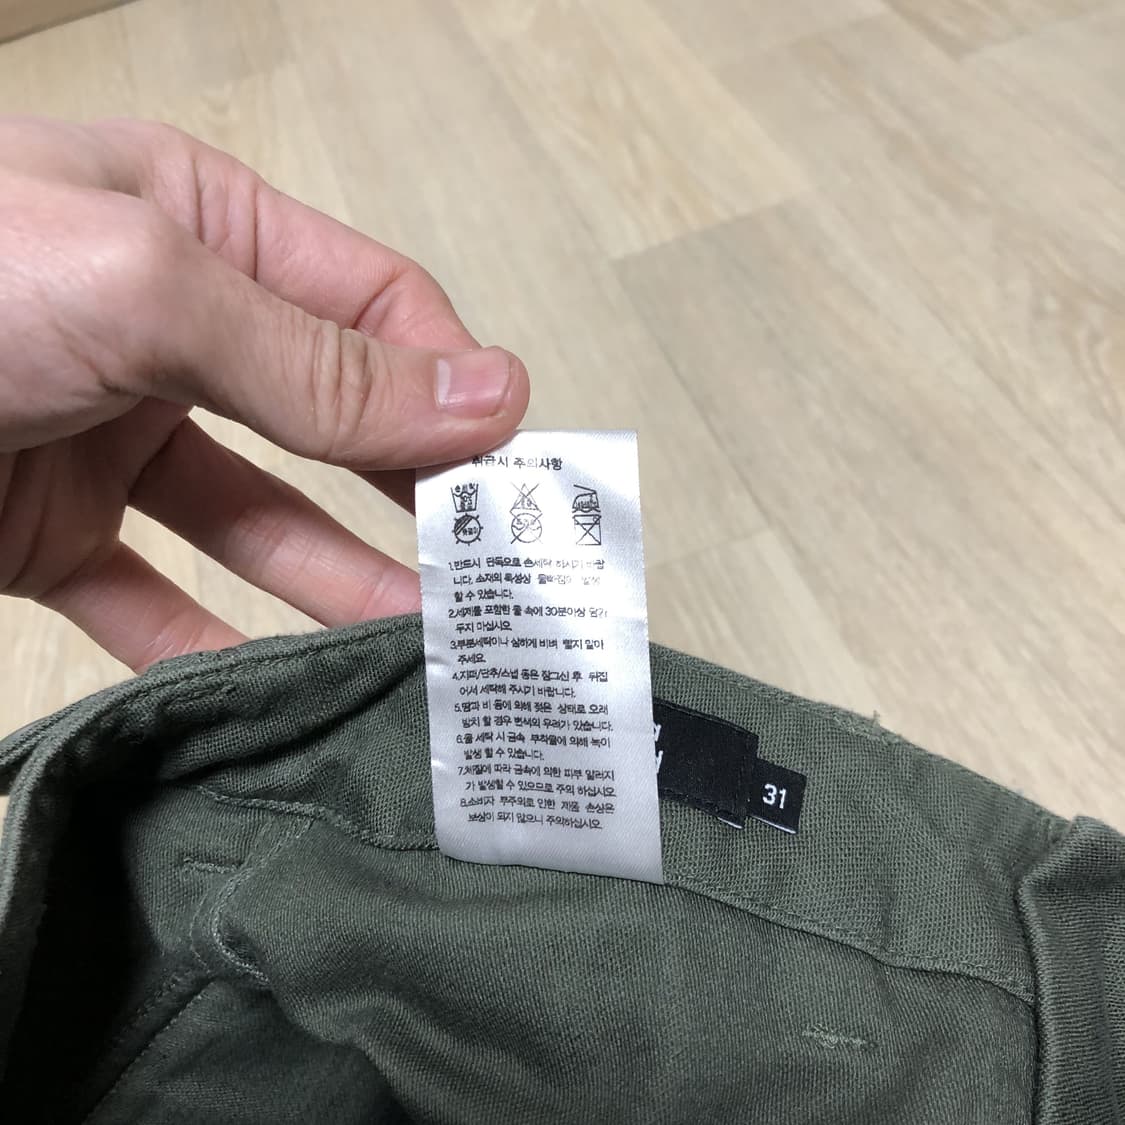 취급시 주의사항
1.반드시 단독으로 손세탁 하시기 바랍
니다. 소재의 특성상 물빠짐이 발생
할 수 있습니다.
2.세제를 포함한 물 속에 30분이상 담가
두지 마십시오
3.부분세탁이나 심하게 비벼 빨지 말아
주세요.
4.지퍼/단추/스냅 등은 잠그신 후 뒤집
어서 세탁해 주시기 바랍니다.
5.땀과 비 등에 의해 젖은 상태로 오래
방치 할 경우 변색의 우려가 있습니다.
6.물 세탁 시 금속 부착물에 의해 녹이
발생 할 수 있습니다.
7.체질에 따라 금속에 의한 피부 알러지
가 발생할 수 있으므로 주의 하십시오
8.소비자 부주의로 인한 제품 손상은
보상이 되지 않으니 주의하십시오
31